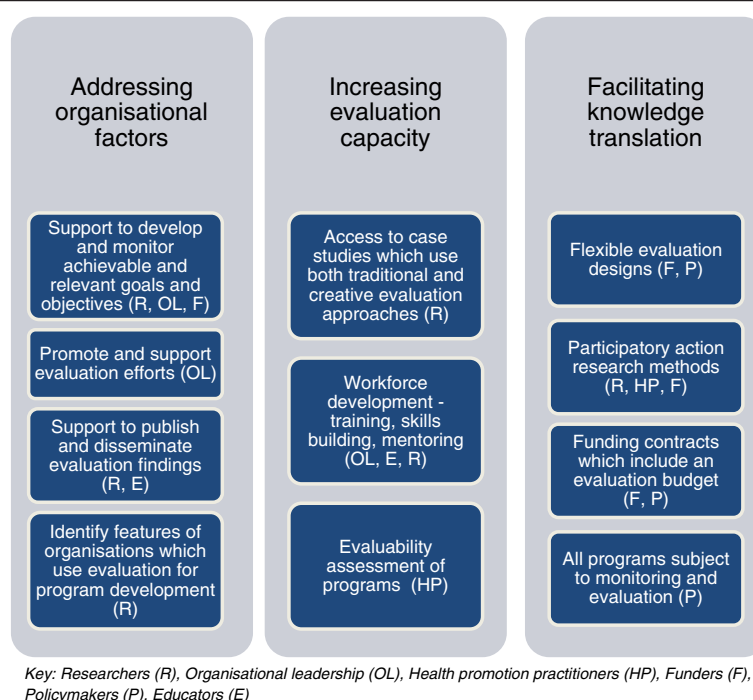 Addressing
organisational
factors
Support to develop
and monitor
achievable and
relevant goals and
objectives (R, OL, F)
Promote and support
evaluation efforts (OL)
Support to publish
and disseminate
evaluation findings
(R, E)
Identify features of
organisations which
use evaluation for
program development
(R)
Increasing
evaluation
capacity
Access to case
studies which use
both traditional and
creative evaluation
approaches (R)
Workforce
development -
training, skills
building, mentoring
(OL, E, R)
Evaluability
assessment of
programs (HP)
Facilitating
knowledge
translation
Flexible evaluation
designs (F, P)
Participatory action
research methods
(R, HP, F)
Funding contracts
which include an
evaluation budget
(F, P)
All programs subject
to monitoring and
evaluation (P)
Key: Researchers (R), Organisational leadership (OL), Health promotion practitioners (HP), Funders (F),
Policymakers (P), Educators (E)